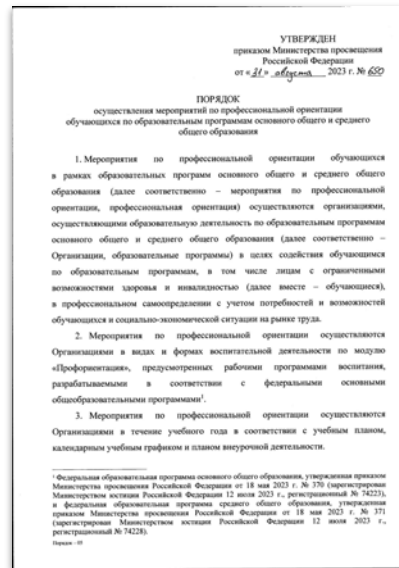 УТВЕРЖДЕН
приказом Министерства просвещения
Российской Федерации
от «31» августа 2023 г. № 650
ПОРЯДОК
осуществления мероприятий по профессиональной ориентации
обучающихся по образовательным программам основного общего и среднего
общего образования
1. Мероприятия по профессиональной ориентации обучающихся
в рамках образовательных программ основного общего и среднего общего
образования (далее соответственно – мероприятия по профессиональной
ориентации, профессиональная ориентация) осуществляются организациями,
осуществляющими образовательную деятельность по образовательным программам
основного общего и среднего общего образования (далее соответственно –
Организации, образовательные программы) в целях содействия обучающимся
по образовательным программам, в том числе лицам с ограниченными
возможностями здоровья и инвалидностью (далее вместе – обучающиеся),
в профессиональном самоопределении с учетом потребностей и возможностей
обучающихся и социально-экономической ситуации на рынке труда.
2. Мероприятия по профессиональной ориентации осуществляются
Организациями в видах и формах воспитательной деятельности по модулю
«Профориентация», предусмотренных рабочими программами воспитания,
разрабатываемыми в соответствии с федеральными основными
общеобразовательными программами¹.
3. Мероприятия по профессиональной ориентации осуществляются
Организациями в течение учебного года в соответствии с учебным планом,
календарным учебным графиком и планом внеурочной деятельности.
¹ Федеральная образовательная программа основного общего образования, утвержденная приказом
Министерства просвещения Российской Федерации от 18 мая 2023 г. № 370 (зарегистрирован
Министерством юстиции Российской Федерации 12 июля 2023 г., регистрационный № 74223),
и федеральная образовательная программа среднего общего образования, утвержденная
приказом Министерства просвещения Российской Федерации от 18 мая 2023 г. № 371
(зарегистрирован Министерством юстиции Российской Федерации 12 июля 2023 г.,
регистрационный № 74228).
Порядок - 05